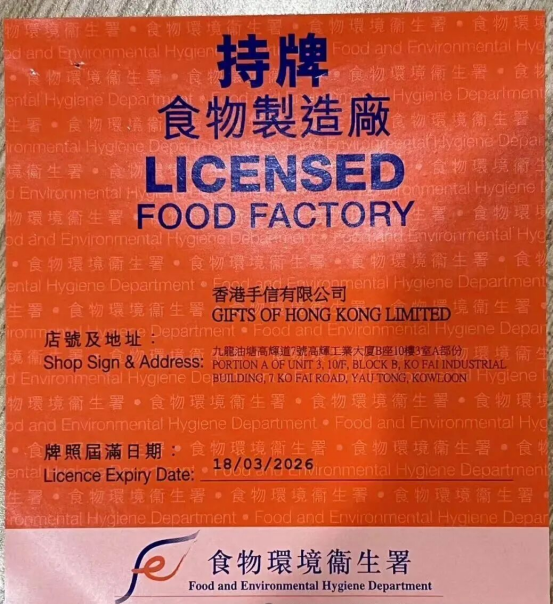 持牌
食物製造廠
LICENSED
FOOD FACTORY
香港手信有限公司
GIFTS OF HONG KONG LIMITED
店號及地址：
Shop Sign & Address:
九龍油塘高輝道7號高輝工業大厦B座10樓3室A部份
PORTION A OF UNIT 3, 10/F, BLOCK B, KO FAI INDUSTRIAL
BUILDING, 7 KO FAI ROAD, YAU TONG, KOWLOON
牌照屆滿日期：
Licence Expiry Date: 18/03/2026
食物環境衞生署
Food and Environmental Hygiene Department